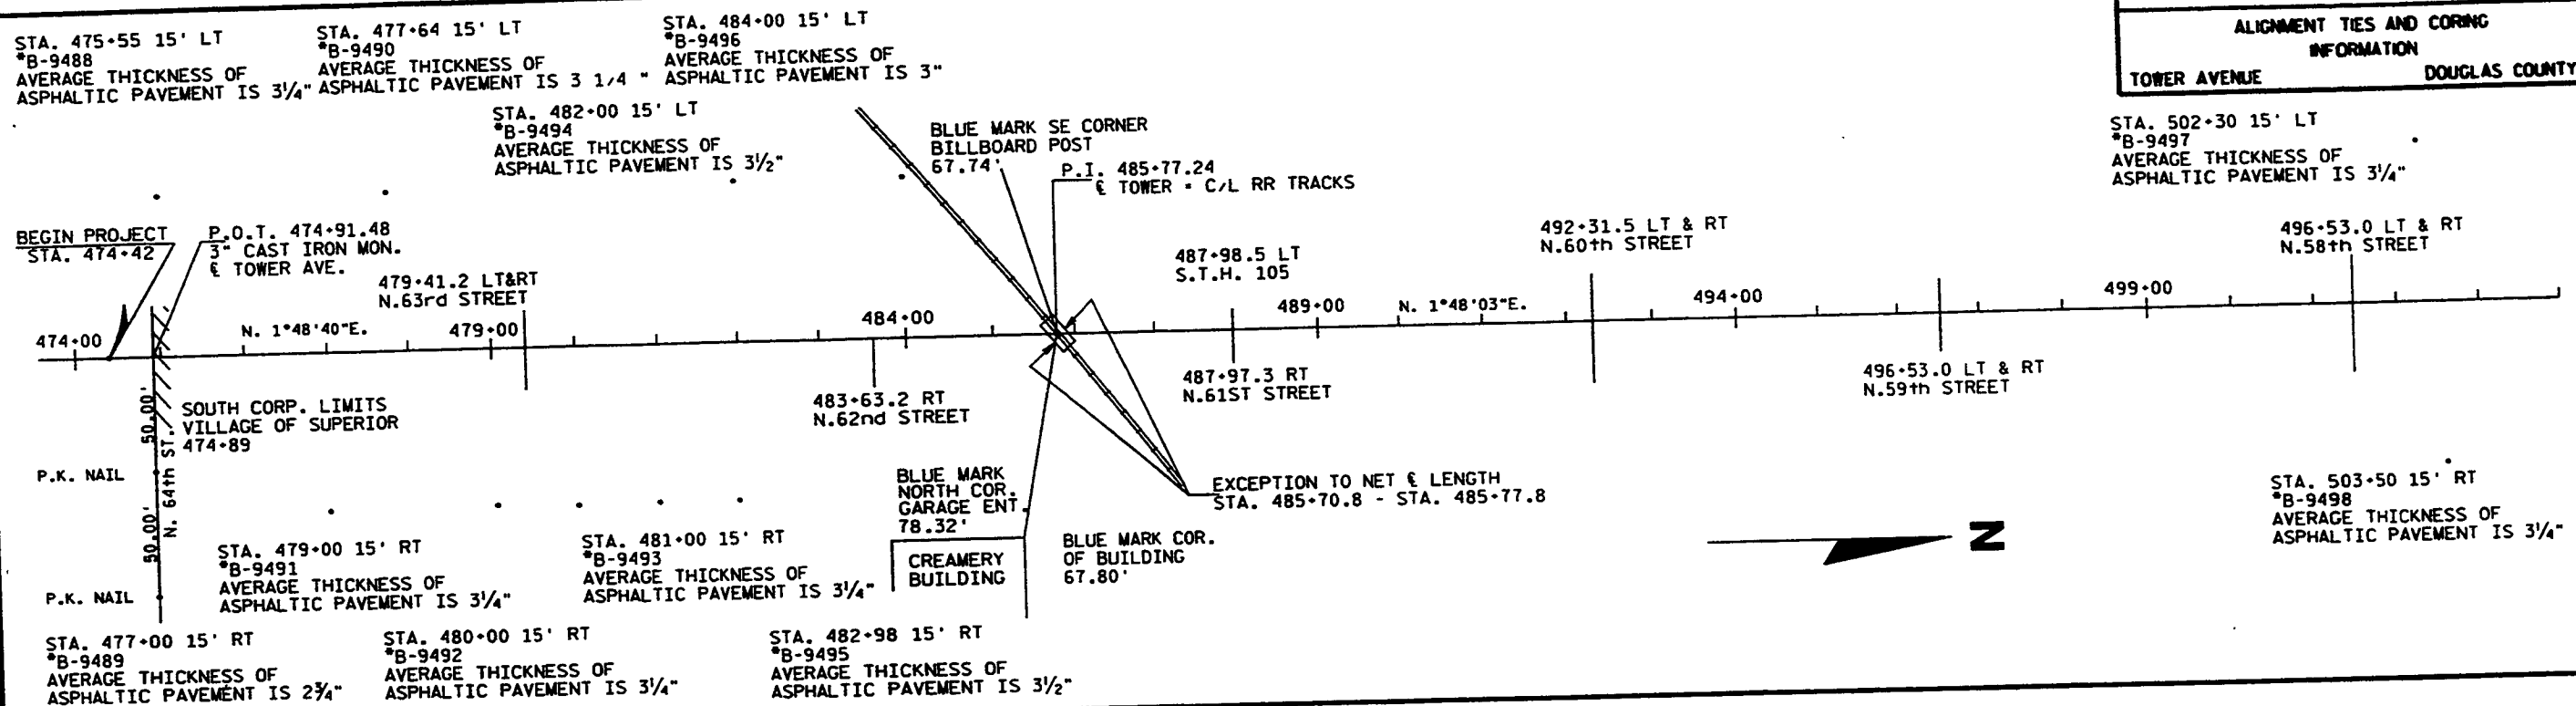 STA. 475+55 15' LT
*B-9488
AVERAGE THICKNESS OF
ASPHALTIC PAVEMENT IS 3¼"
STA. 477+64 15' LT
*B-9490
AVERAGE THICKNESS OF
ASPHALTIC PAVEMENT IS 3 1/4 "
STA. 484+00 15' LT
*B-9496
AVERAGE THICKNESS OF
ASPHALTIC PAVEMENT IS 3"
ALIGNMENT TIES AND CORING
INFORMATION
TOWER AVENUE DOUGLAS COUNTY
STA. 482+00 15' LT
*B-9494
AVERAGE THICKNESS OF
ASPHALTIC PAVEMENT IS 3½"
BLUE MARK SE CORNER
BILLBOARD POST
67.74'
P.I. 485+77.24
℄ TOWER = C/L RR TRACKS
STA. 502+30 15' LT
*B-9497
AVERAGE THICKNESS OF
ASPHALTIC PAVEMENT IS 3¼"
BEGIN PROJECT
STA. 474+42
P.O.T. 474+91.48
3" CAST IRON MON.
℄ TOWER AVE.
479+41.2 LT&RT
N.63rd STREET
487+98.5 LT
S.T.H. 105
492+31.5 LT & RT
N.60th STREET
496+53.0 LT & RT
N.58th STREET
474+00
N. 1°48'40"E.
479+00
484+00
489+00
N. 1°48'03"E.
494+00
499+00
50.00'
50.00'
N. 64th ST.
SOUTH CORP. LIMITS
VILLAGE OF SUPERIOR
474+89
483+63.2 RT
N.62nd STREET
487+97.3 RT
N.61ST STREET
496+53.0 LT & RT
N.59th STREET
P.K. NAIL
P.K. NAIL
BLUE MARK
NORTH COR.
GARAGE ENT.
78.32'
CREAMERY
BUILDING
EXCEPTION TO NET ℄ LENGTH
STA. 485+70.8 - STA. 485+77.8
BLUE MARK COR.
OF BUILDING
67.80'
N
STA. 503+50 15' RT
*B-9498
AVERAGE THICKNESS OF
ASPHALTIC PAVEMENT IS 3¼"
STA. 479+00 15' RT
*B-9491
AVERAGE THICKNESS OF
ASPHALTIC PAVEMENT IS 3¼"
STA. 481+00 15' RT
*B-9493
AVERAGE THICKNESS OF
ASPHALTIC PAVEMENT IS 3¼"
STA. 477+00 15' RT
*B-9489
AVERAGE THICKNESS OF
ASPHALTIC PAVEMENT IS 2¾"
STA. 480+00 15' RT
*B-9492
AVERAGE THICKNESS OF
ASPHALTIC PAVEMENT IS 3¼"
STA. 482+98 15' RT
*B-9495
AVERAGE THICKNESS OF
ASPHALTIC PAVEMENT IS 3½"